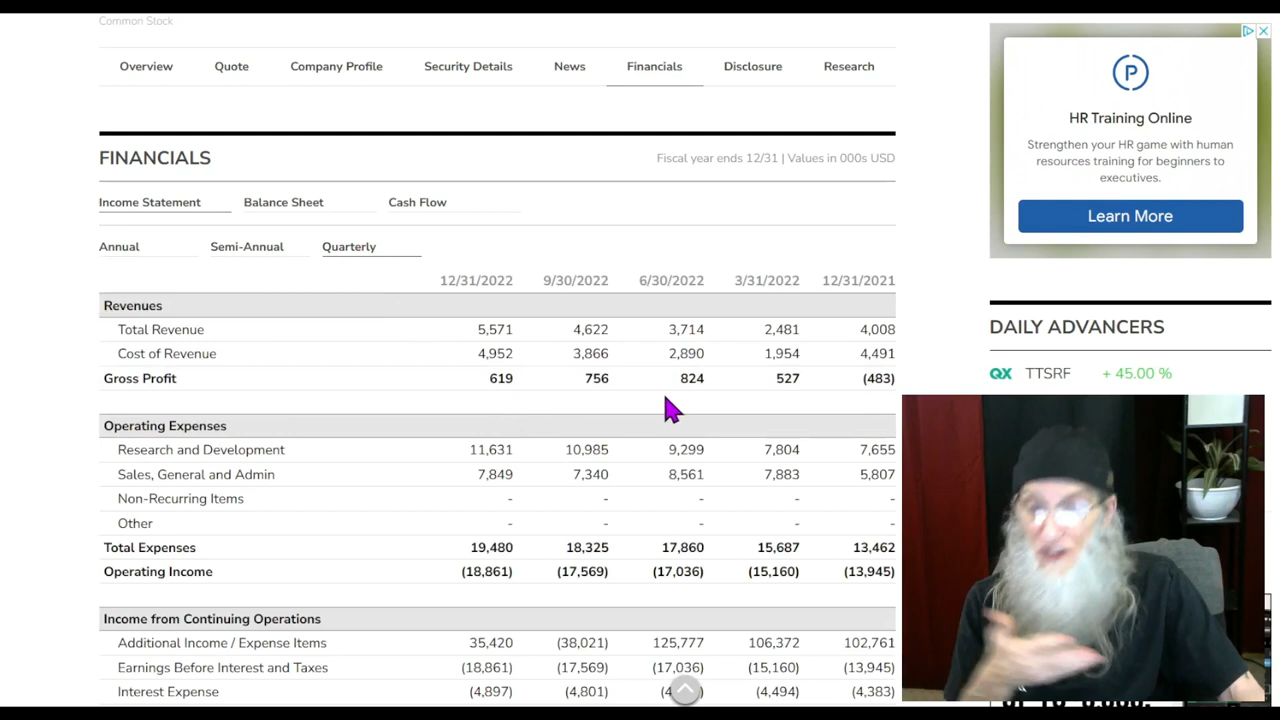 Common Stock
Overview Quote Company Profile Security Details News Financials Disclosure Research
FINANCIALS Fiscal year ends 12/31 | Values in 000s USD
Income Statement Balance Sheet Cash Flow
Annual Semi-Annual Quarterly
12/31/2022 9/30/2022 6/30/2022 3/31/2022 12/31/2021
Revenues
Total Revenue 5,571 4,622 3,714 2,481 4,008
Cost of Revenue 4,952 3,866 2,890 1,954 4,491
Gross Profit 619 756 824 527 (483)
Operating Expenses
Research and Development 11,631 10,985 9,299 7,804 7,655
Sales, General and Admin 7,849 7,340 8,561 7,883 5,807
Non-Recurring Items - - - - -
Other - - - - -
Total Expenses 19,480 18,325 17,860 15,687 13,462
Operating Income (18,861) (17,569) (17,036) (15,160) (13,945)
Income from Continuing Operations
Additional Income / Expense Items 35,420 (38,021) 125,777 106,372 102,761
Earnings Before Interest and Taxes (18,861) (17,569) (17,036) (15,160) (13,945)
Interest Expense (4,897) (4,801) (4,494) (4,383)
P
HR Training Online
Strengthen your HR game with human
resources training for beginners to
executives.
Learn More
DAILY ADVANCERS
QX TTSRF + 45.00 %